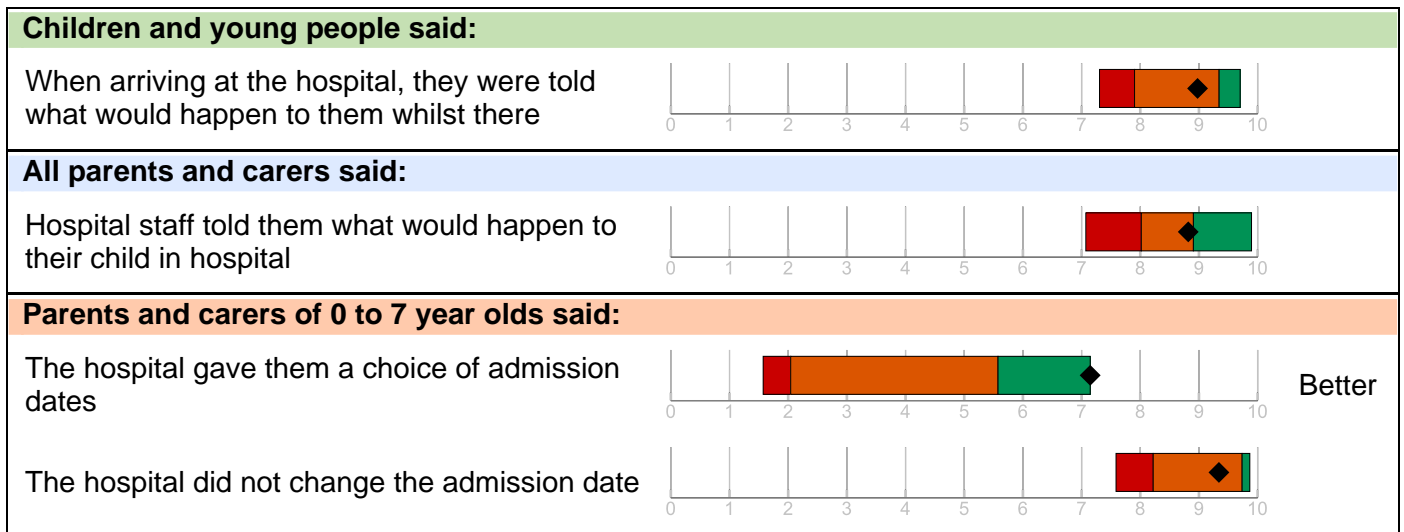 Children and young people said:
When arriving at the hospital, they were told
what would happen to them whilst there
0 1 2 3 4 5 6 7 8 9 10
All parents and carers said:
Hospital staff told them what would happen to
their child in hospital
0 1 2 3 4 5 6 7 8 9 10
Parents and carers of 0 to 7 year olds said:
The hospital gave them a choice of admission
dates
Better
0 1 2 3 4 5 6 7 8 9 10
The hospital did not change the admission date
0 1 2 3 4 5 6 7 8 9 10